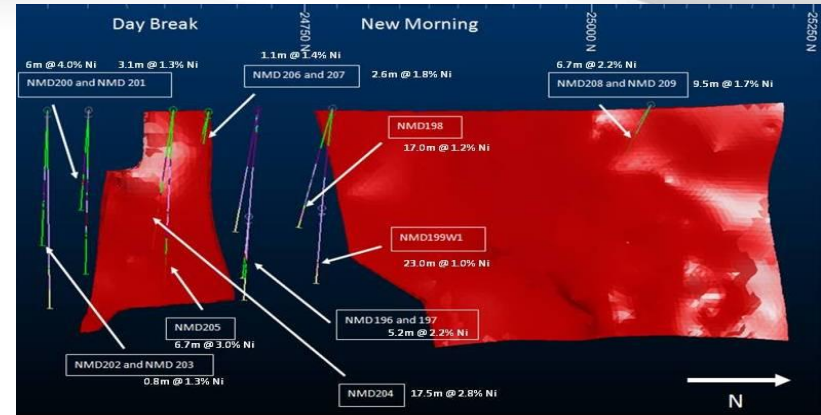 Day Break
New Morning
24750 N
25000 N
25250 N
6m @ 4.0% Ni
3.1m @ 1.3% Ni
NMD200 and NMD 201
1.1m @ 1.4% Ni
NMD 206 and 207
2.6m @ 1.8% Ni
6.7m @ 2.2% Ni
NMD208 and NMD 209
9.5m @ 1.7% Ni
NMD198
17.0m @ 1.2% Ni
NMD199W1
23.0m @ 1.0% Ni
NMD205
6.7m @ 3.0% Ni
NMD196 and 197
5.2m @ 2.2% Ni
NMD202 and NMD 203
0.8m @ 1.3% Ni
NMD204
17.5m @ 2.8% Ni
N